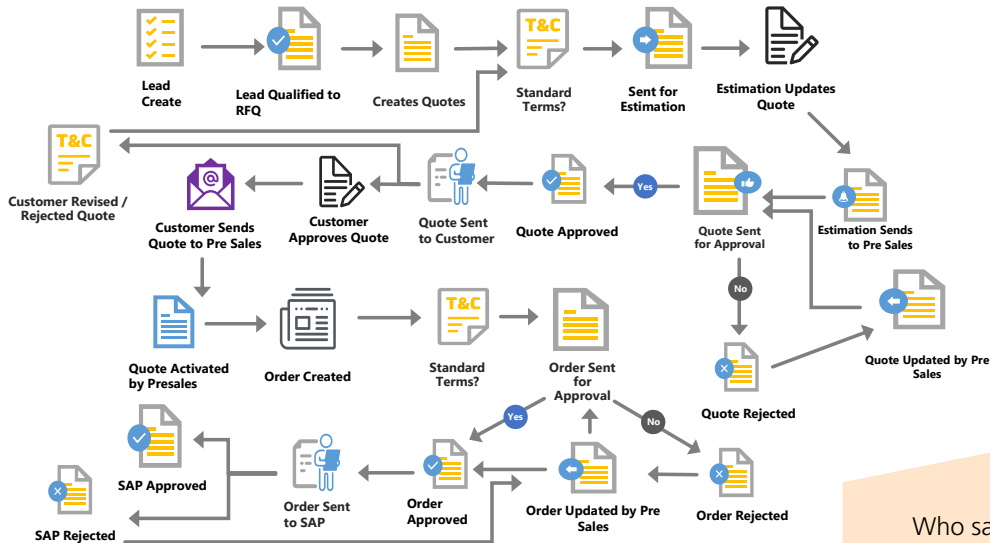 T&C
Lead
Create
Lead Qualified to
RFQ
Creates Quotes
Standard
Terms?
Sent for
Estimation
Estimation Updates
Quote
T&C
Customer Revised /
Rejected Quote
@
Customer Sends
Quote to Pre Sales
Customer
Approves Quote
Quote Sent
to Customer
Quote Approved
Yes
Quote Sent
for Approval
Estimation Sends
to Pre Sales
No
Quote Rejected
Quote Updated by Pre
Sales
Quote Activated
by Presales
Order Created
T&C
Standard
Terms?
Order Sent
for
Approval
Yes
No
SAP Approved
SAP Rejected
Order Sent
to SAP
Order
Approved
Order Updated by Pre
Sales
Order Rejected
Who sa